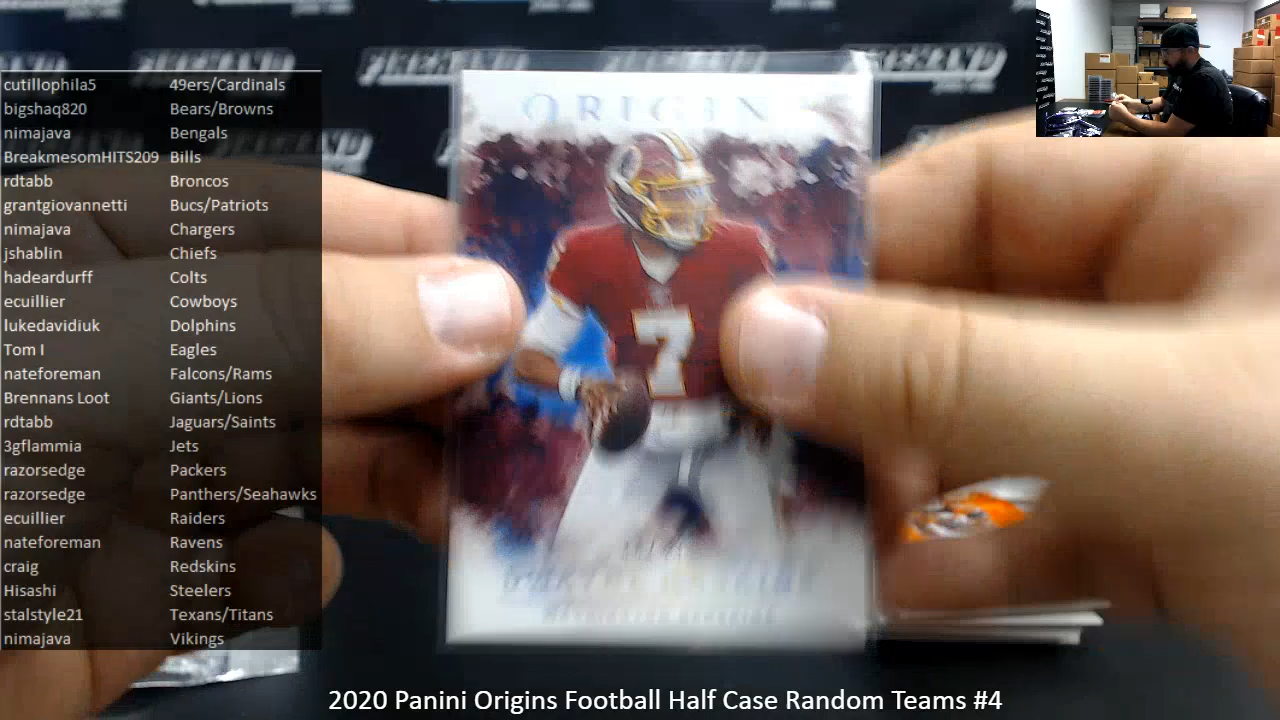 cutillophila5 49ers/Cardinals
bigshaq820 Bears/Browns
nimajava Bengals
BreakmesomHITS209 Bills
rdtabb Broncos
grantgiovannetti Bucs/Patriots
nimajava Chargers
jshablin Chiefs
hadeardurff Colts
ecuillier Cowboys
lukedavidiuk Dolphins
Tom I Eagles
nateforeman Falcons/Rams
Brennans Loot Giants/Lions
rdtabb Jaguars/Saints
3gflammia Jets
razorsedge Packers
razorsedge Panthers/Seahawks
ecuillier Raiders
nateforeman Ravens
craig Redskins
Hisashi Steelers
stalstyle21 Texans/Titans
nimajava Vikings
ORIGINS
7
2020 Panini Origins Football Half Case Random Teams #4